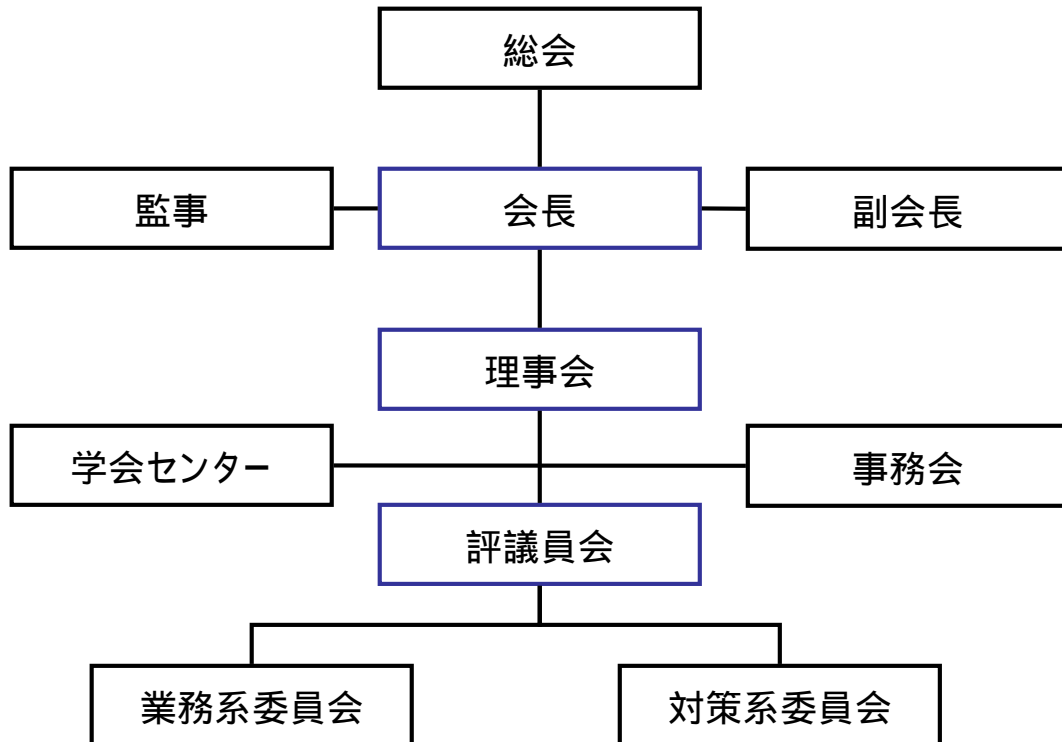 総会
監事
会長
副会長
理事会
学会センター
事務会
評議員会
業務系委員会
対策系委員会